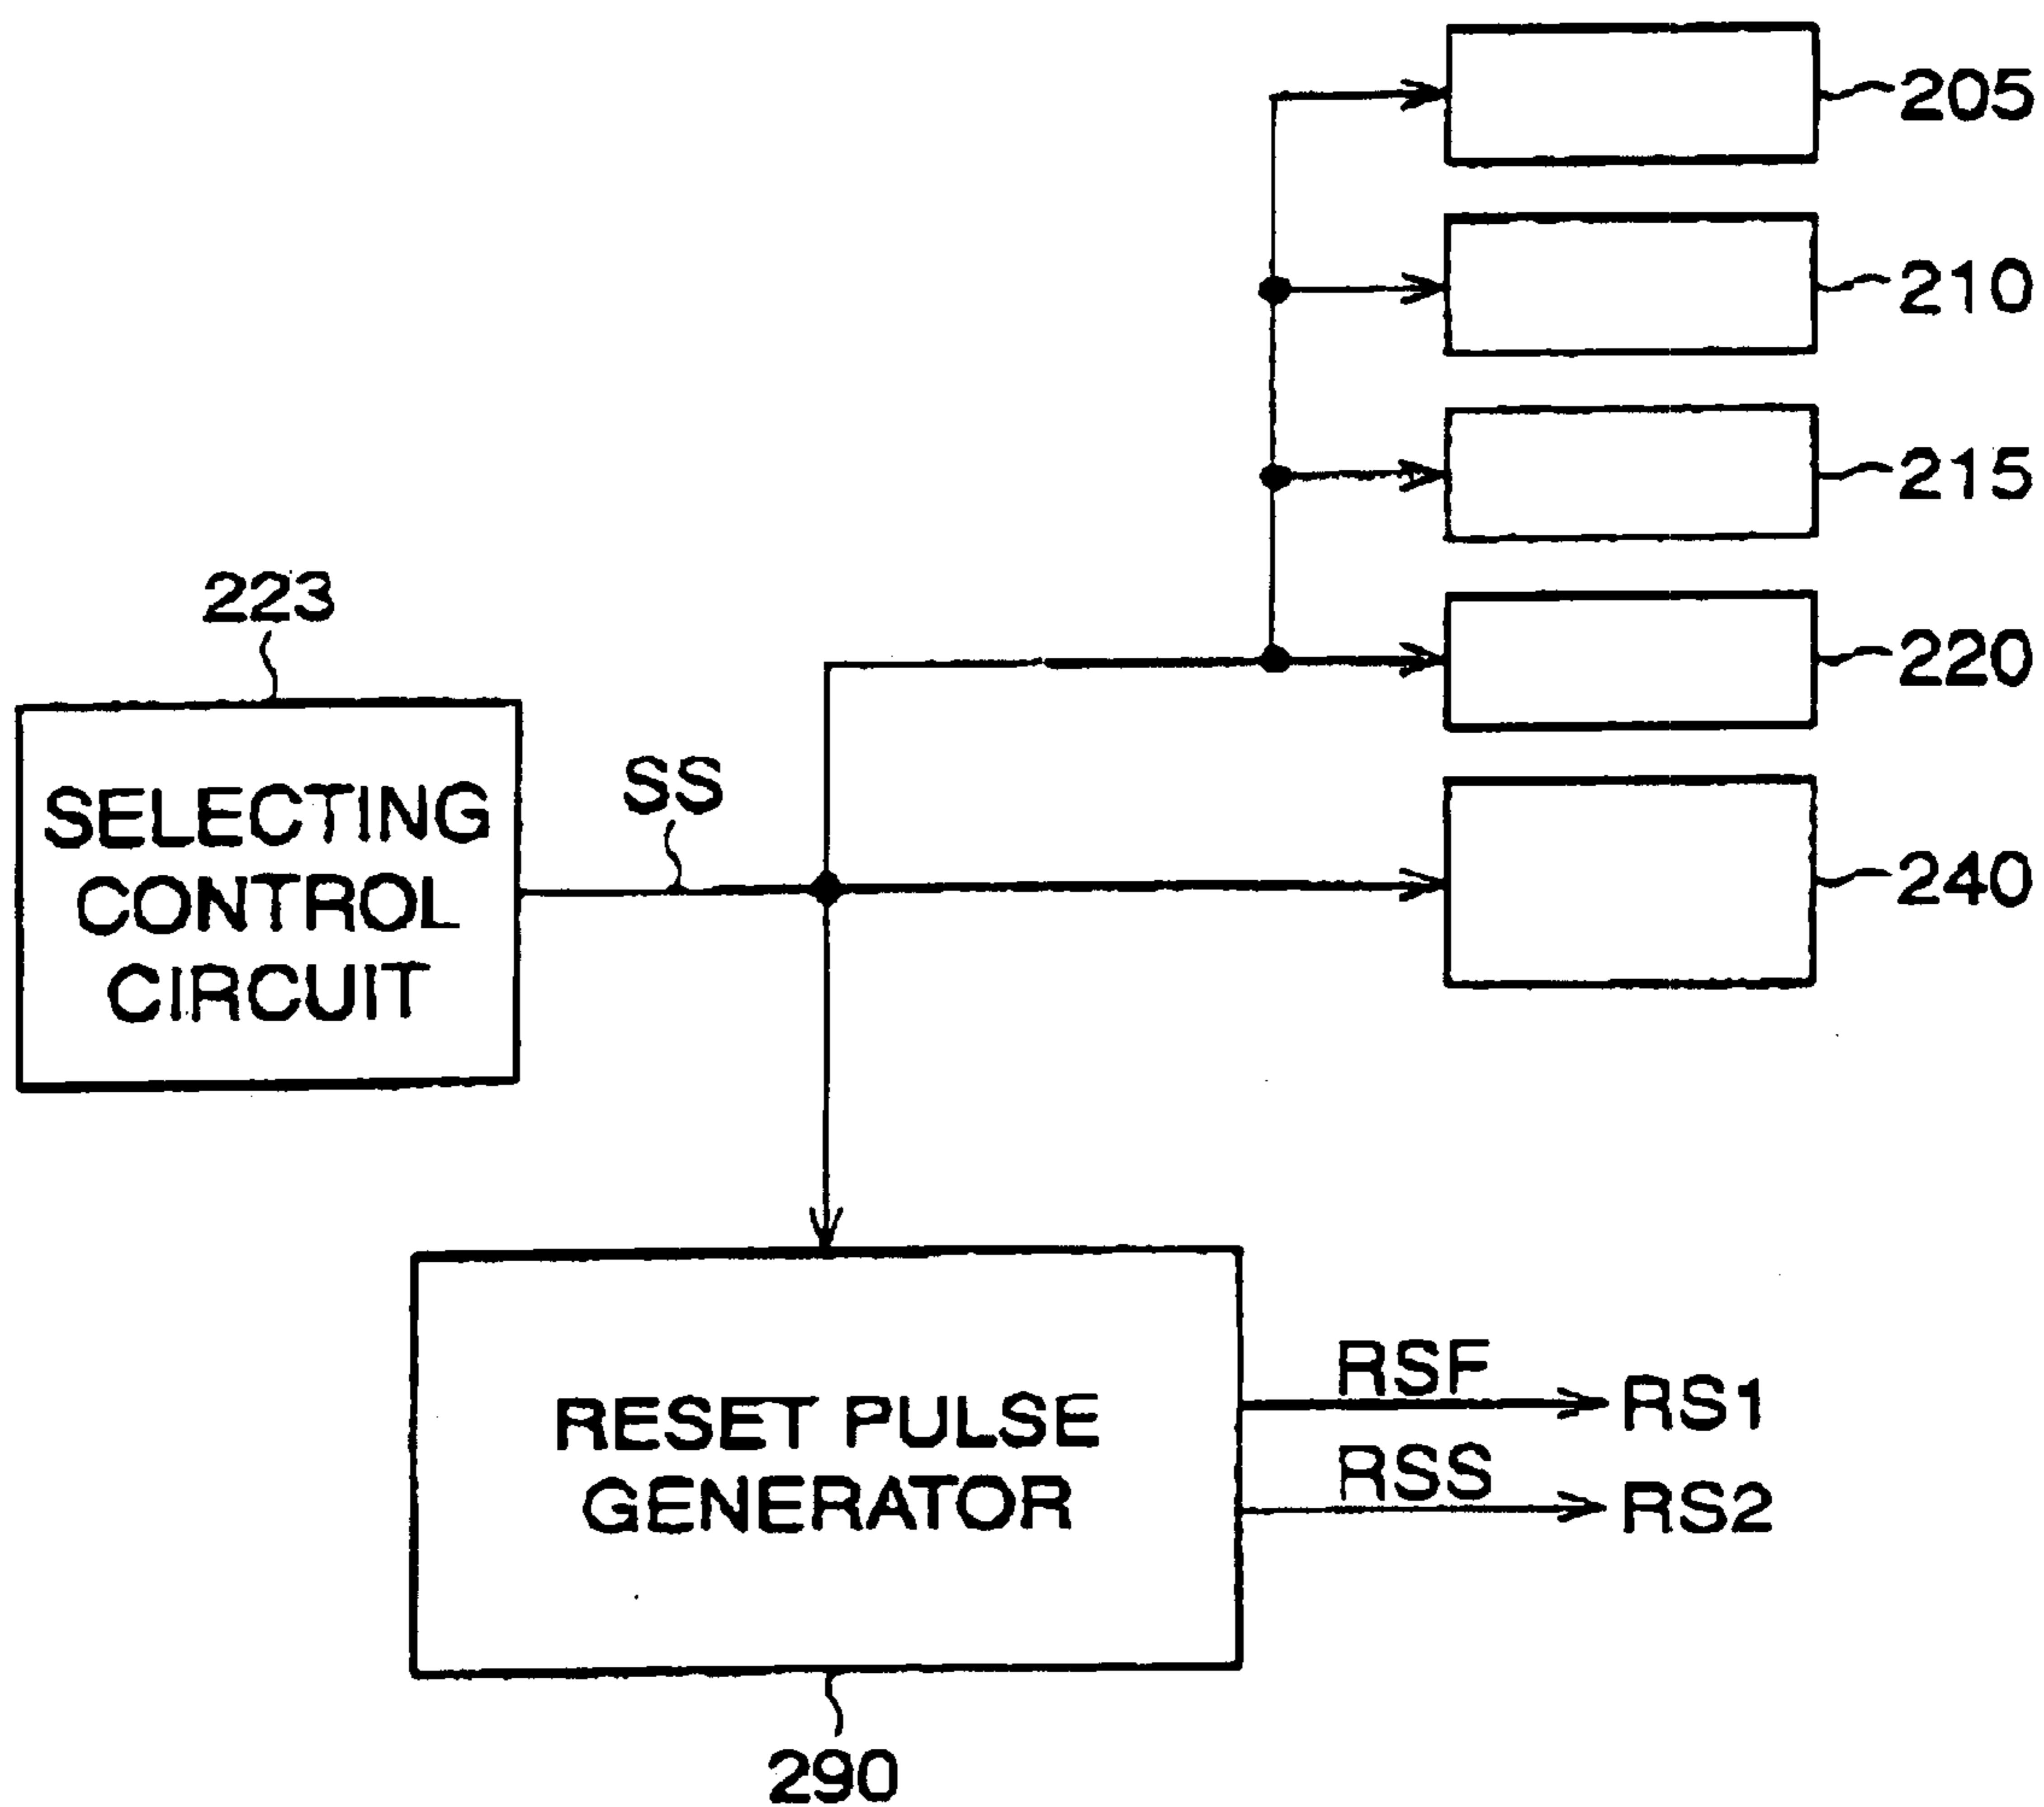 205
210
215
223
220
SS
SELECTING
CONTROL
CIRCUIT
240
RSF
RS1
RESET PULSE
GENERATOR
RSS
RS2
290